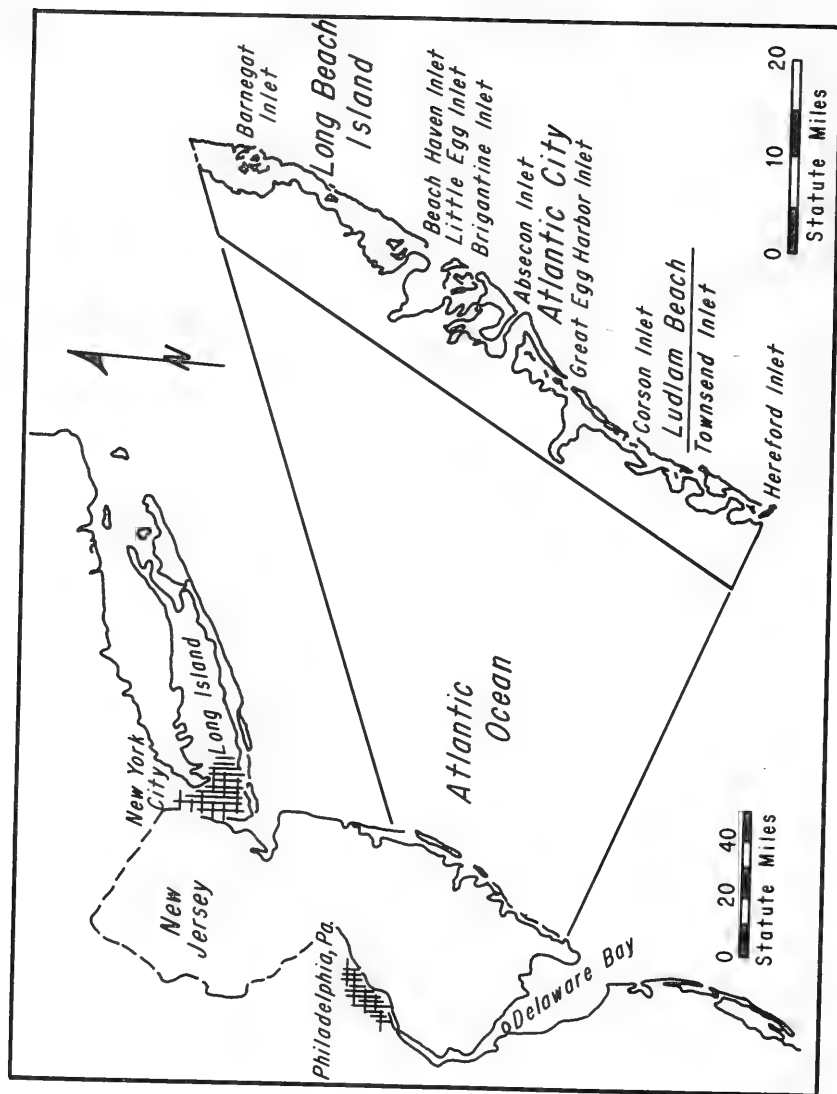 New York
City
Long Island
New
Jersey
Philadelphia, Pa.
Delaware Bay
Atlantic
Ocean
N
0 20 40
Statute Miles
Barnegat
Inlet
Long Beach
Island
Beach Haven Inlet
Little Egg Inlet
Brigantine Inlet
Absecon Inlet
Atlantic City
Great Egg Harbor Inlet
Corson Inlet
Ludlam Beach
Townsend Inlet
Hereford Inlet
0 10 20
Statute Miles